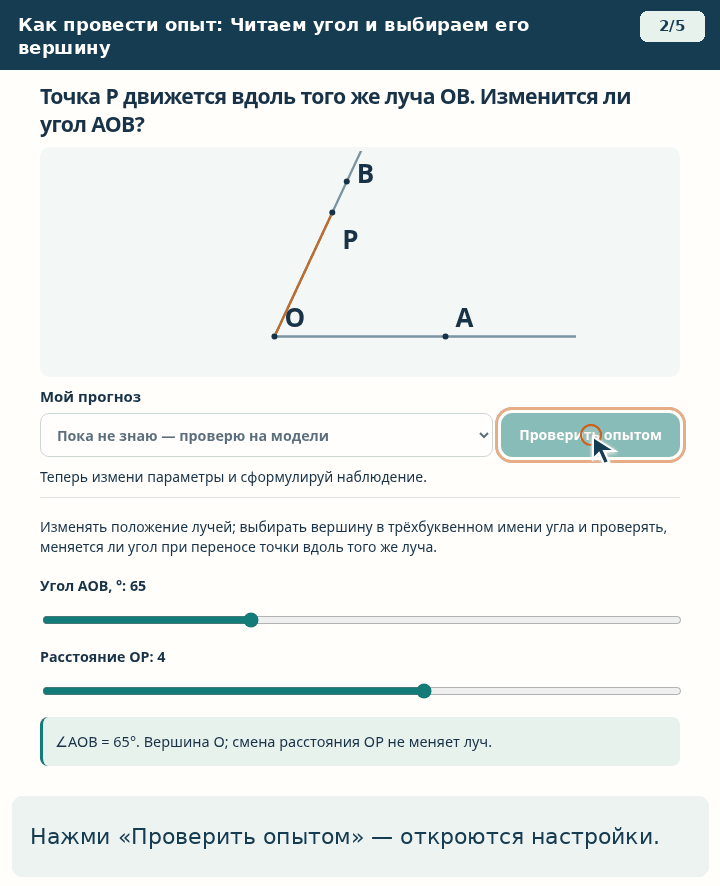 Как провести опыт: Читаем угол и выбираем его
вершину
2/5
Точка P движется вдоль того же луча OB. Изменится ли
угол AOB?
B
P
O
A
Мой прогноз
Пока не знаю — проверю на модели
Проверить опытом
Теперь измени параметры и сформулируй наблюдение.
Изменять положение лучей; выбирать вершину в трёхбуквенном имени угла и проверять,
меняется ли угол при переносе точки вдоль того же луча.
Угол AOB, °: 65
Расстояние OP: 4
∠AOB = 65°. Вершина O; смена расстояния OP не меняет луч.
Нажми «Проверить опытом» — откроются настройки.